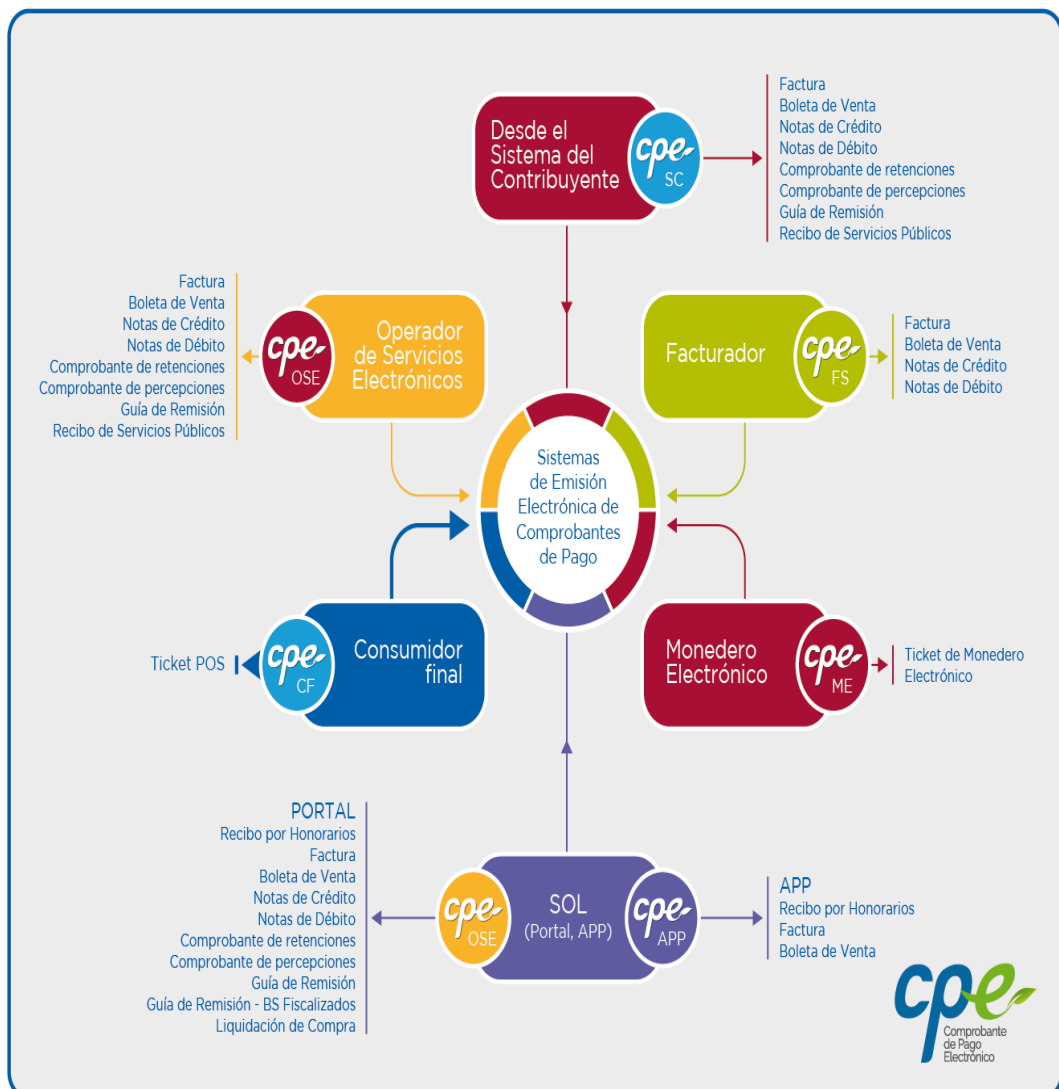 Desde el
Sistema del
Contribuyente
cpe
SC
Factura
Boleta de Venta
Notas de Crédito
Notas de Débito
Comprobante de retenciones
Comprobante de percepciones
Guía de Remisión
Recibo de Servicios Públicos
Factura
Boleta de Venta
Notas de Crédito
Notas de Débito
Comprobante de retenciones
Comprobante de percepciones
Guía de Remisión
Recibo de Servicios Públicos
cpe
OSE
Operador
de Servicios
Electrónicos
Facturador
cpe
FS
Factura
Boleta de Venta
Notas de Crédito
Notas de Débito
Sistemas
de Emisión
Electrónica de
Comprobantes
de Pago
Ticket POS
cpe
CF
Consumidor
final
Monedero
Electrónico
cpe
ME
Ticket de Monedero
Electrónico
PORTAL
Recibo por Honorarios
Factura
Boleta de Venta
Notas de Crédito
Notas de Débito
Comprobante de retenciones
Comprobante de percepciones
Guía de Remisión
Guía de Remisión - BS Fiscalizados
Liquidación de Compra
cpe
OSE
SOL
(Portal, APP)
cpe
APP
APP
Recibo por Honorarios
Factura
Boleta de Venta
cpe
Comprobante
de Pago
Electrónico